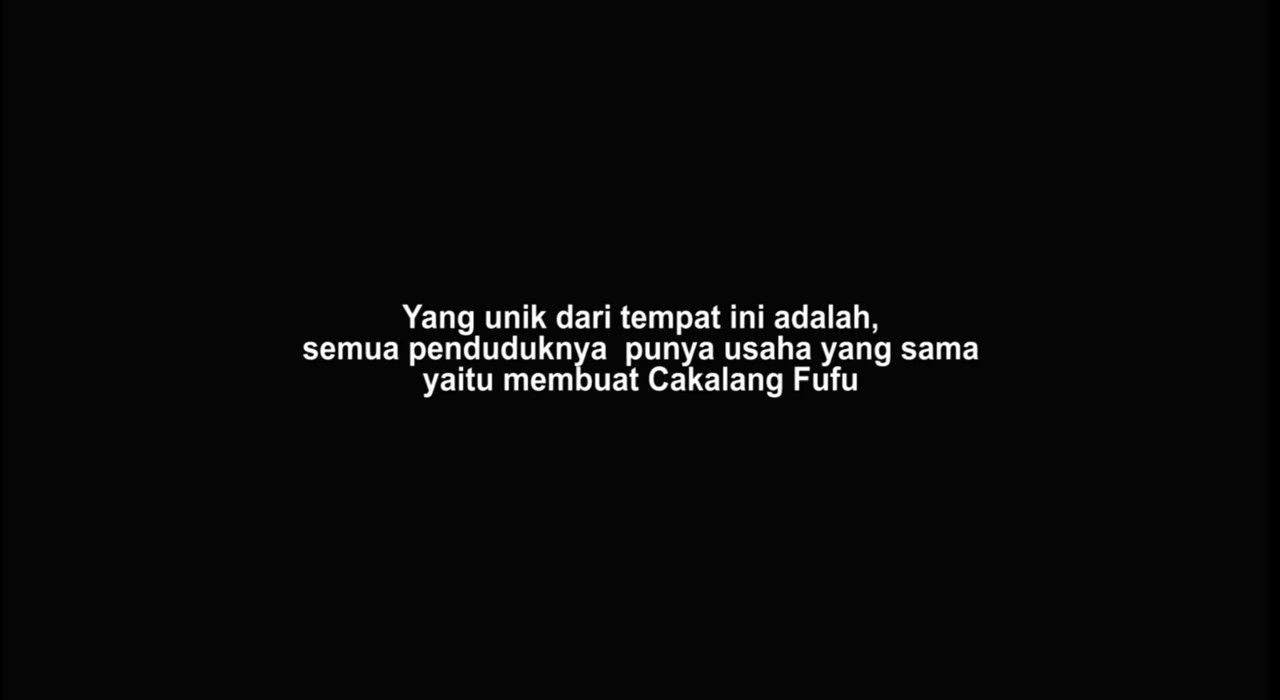 Yang unik dari tempat ini adalah,
semua penduduknya  punya usaha yang sama
yaitu membuat Cakalang Fufu